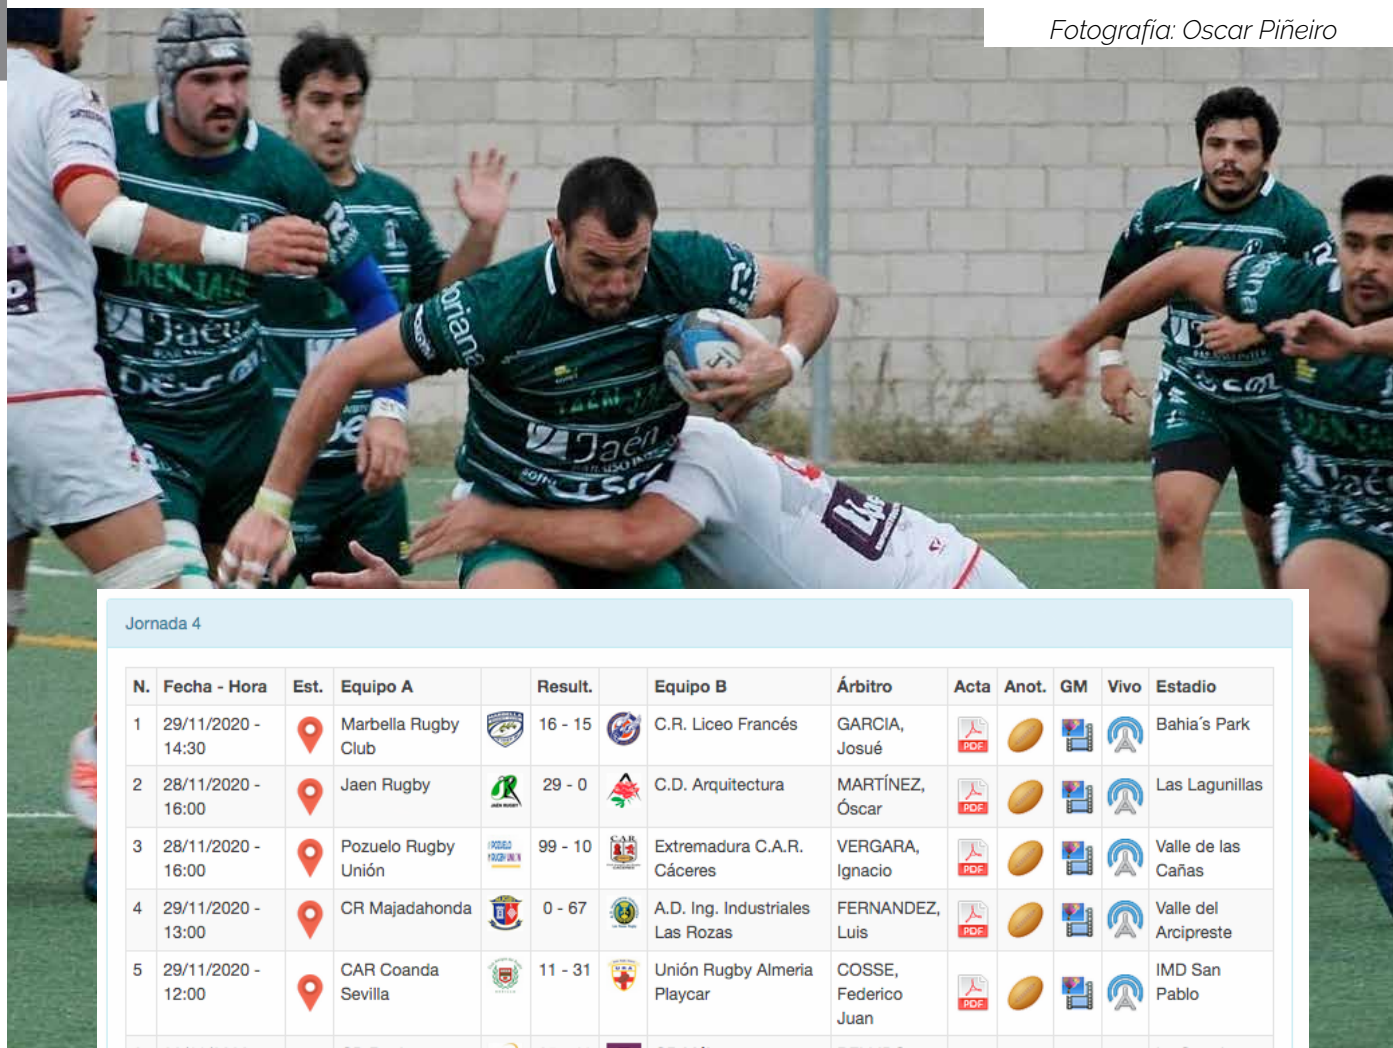 Fotografía: Oscar Piñeiro
Jaén
Jaén
Jornada 4
N. Fecha - Hora Est. Equipo A Result. Equipo B Árbitro Acta Anot. GM Vivo Estadio
1 29/11/2020 - 14:30 Marbella Rugby Club 16 - 15 C.R. Liceo Francés GARCIA, Josué PDF Bahia´s Park
2 28/11/2020 - 16:00 Jaen Rugby 29 - 0 C.D. Arquitectura MARTÍNEZ, Óscar PDF Las Lagunillas
3 28/11/2020 - 16:00 Pozuelo Rugby Unión 99 - 10 Extremadura C.A.R. Cáceres VERGARA, Ignacio PDF Valle de las Cañas
4 29/11/2020 - 13:00 CR Majadahonda 0 - 67 A.D. Ing. Industriales Las Rozas FERNANDEZ, Luis PDF Valle del Arcipreste
5 29/11/2020 - 12:00 CAR Coanda Sevilla 11 - 31 Unión Rugby Almeria Playcar COSSE, Federico Juan PDF IMD San Pablo